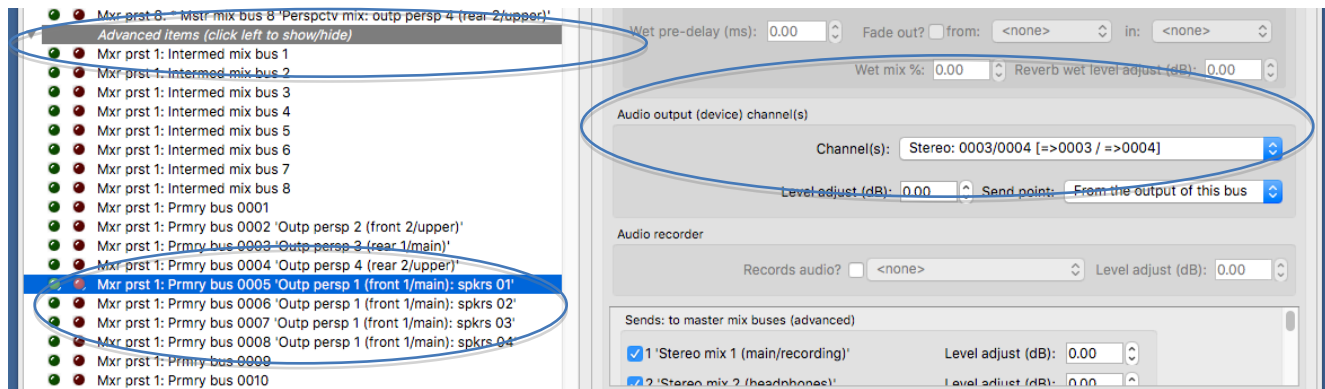 Mxr prst 8: * Mstr mix bus 8 'Perspctv mix: outp persp 4 (rear 2/upper)'
Advanced items (click left to show/hide)
Mxr prst 1: Intermed mix bus 1
Mxr prst 1: Intermed mix bus 2
Mxr prst 1: Intermed mix bus 3
Mxr prst 1: Intermed mix bus 4
Mxr prst 1: Intermed mix bus 5
Mxr prst 1: Intermed mix bus 6
Mxr prst 1: Intermed mix bus 7
Mxr prst 1: Intermed mix bus 8
Mxr prst 1: Prmry bus 0001
Mxr prst 1: Prmry bus 0002 'Outp persp 2 (front 2/upper)'
Mxr prst 1: Prmry bus 0003 'Outp persp 3 (rear 1/main)'
Mxr prst 1: Prmry bus 0004 'Outp persp 4 (rear 2/upper)'
Mxr prst 1: Prmry bus 0005 'Outp persp 1 (front 1/main): spkrs 01'
Mxr prst 1: Prmry bus 0006 'Outp persp 1 (front 1/main): spkrs 02'
Mxr prst 1: Prmry bus 0007 'Outp persp 1 (front 1/main): spkrs 03'
Mxr prst 1: Prmry bus 0008 'Outp persp 1 (front 1/main): spkrs 04'
Mxr prst 1: Prmry bus 0009
Mxr prst 1: Prmry bus 0010
Wet pre-delay (ms): 0.00 Fade out? from: <none> in: <none>
Wet mix %: 0.00 Reverb wet level adjust (dB): 0.00
Audio output (device) channel(s)
Channel(s): Stereo: 0003/0004 [=>0003 / =>0004]
Level adjust (dB): 0.00 Send point: From the output of this bus
Audio recorder
Records audio? <none> Level adjust (dB): 0.00
Sends: to master mix buses (advanced)
1 'Stereo mix 1 (main/recording)' Level adjust (dB): 0.00
2 'Stereo mix 2 (headphones)' Level adjust (dB): 0.00